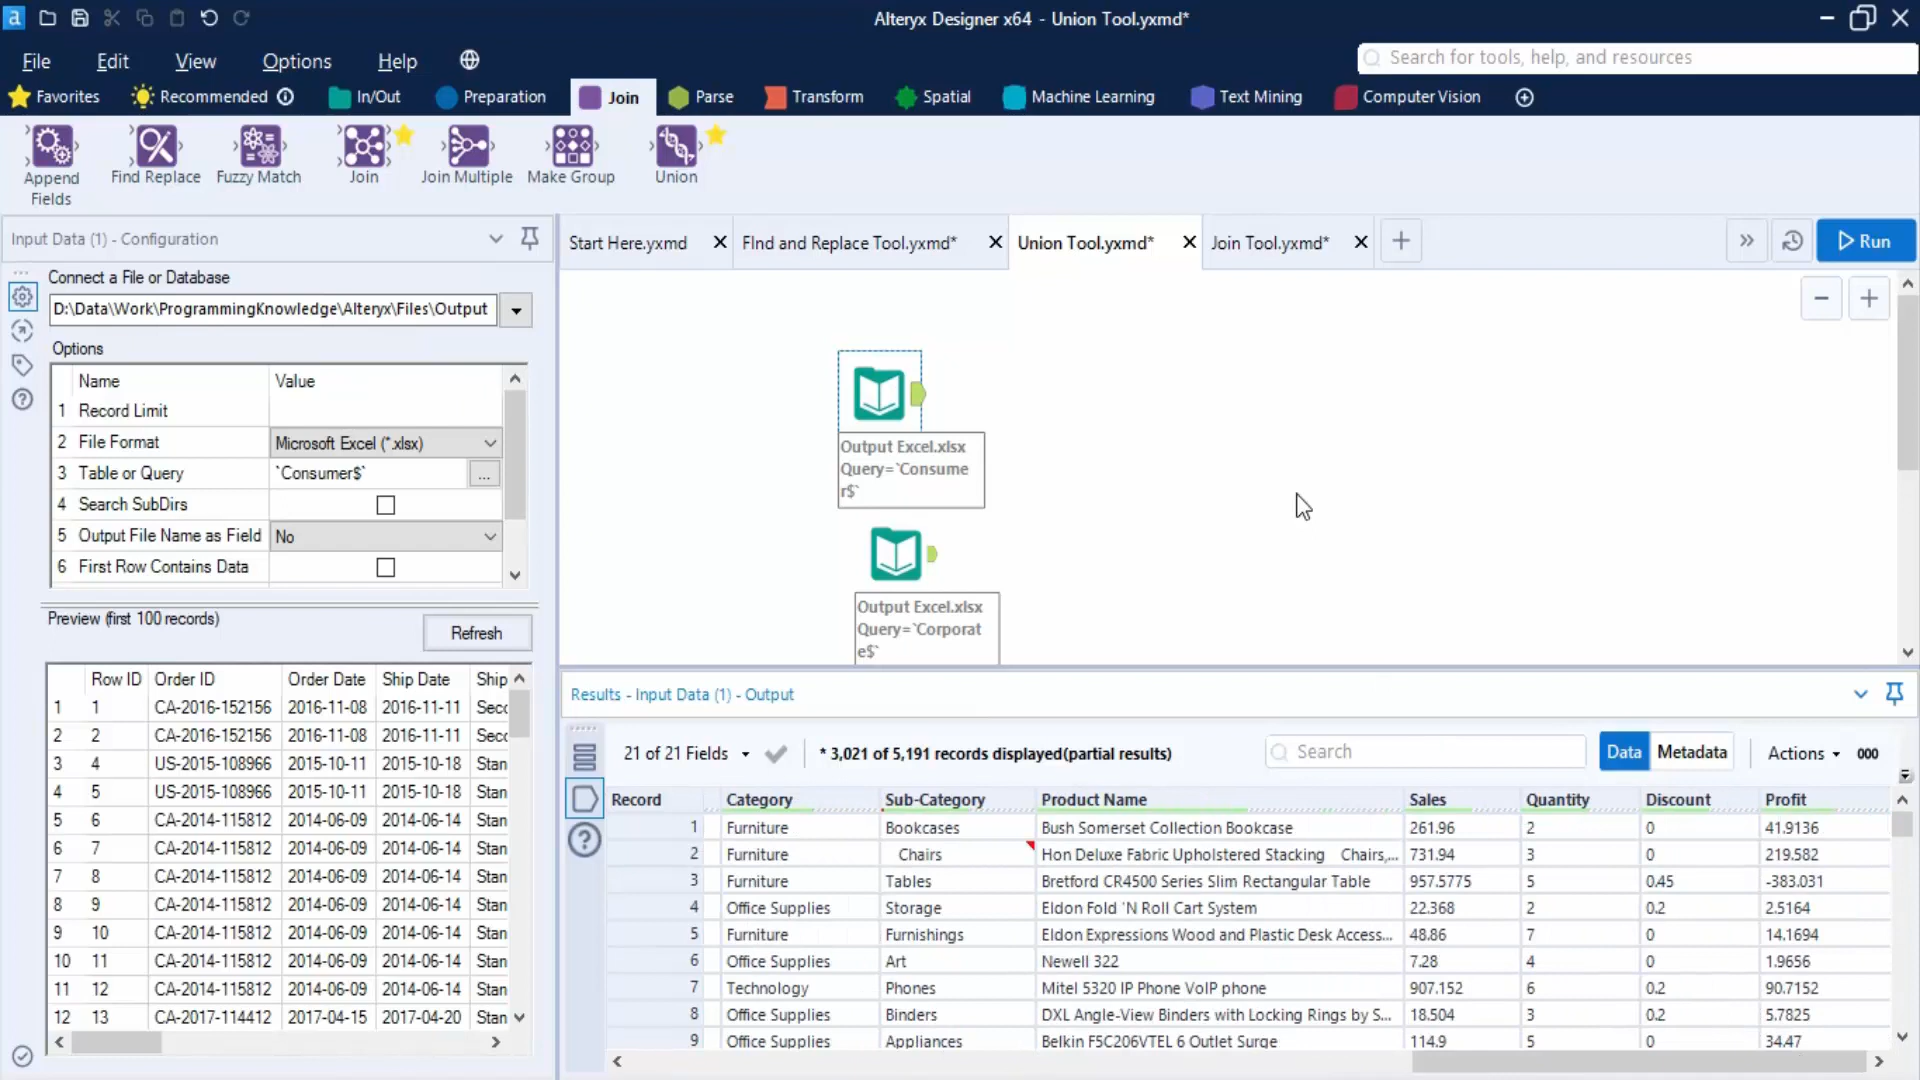 a
Alteryx Designer x64 - Union Tool.yxmd*
File Edit View Options Help
Search for tools, help, and resources
Favorites Recommended In/Out Preparation Join Parse Transform Spatial Machine Learning Text Mining Computer Vision
Append Fields
Find Replace
Fuzzy Match
Join
Join Multiple
Make Group
Union
Input Data (1) - Configuration
Start Here.yxmd FInd and Replace Tool.yxmd* Union Tool.yxmd* Join Tool.yxmd*
Run
Connect a File or Database
D:\Data\Work\ProgrammingKnowledge\Alteryx\Files\Output
Options
Name Value
1 Record Limit
2 File Format Microsoft Excel (*.xlsx)
3 Table or Query `Consumer$` ...
4 Search SubDirs
5 Output File Name as Field No
6 First Row Contains Data
Preview (first 100 records)
Refresh
Row ID Order ID Order Date Ship Date Ship
1 1 CA-2016-152156 2016-11-08 2016-11-11 Seco
2 2 CA-2016-152156 2016-11-08 2016-11-11 Seco
3 4 US-2015-108966 2015-10-11 2015-10-18 Stan
4 5 US-2015-108966 2015-10-11 2015-10-18 Stan
5 6 CA-2014-115812 2014-06-09 2014-06-14 Stan
6 7 CA-2014-115812 2014-06-09 2014-06-14 Stan
7 8 CA-2014-115812 2014-06-09 2014-06-14 Stan
8 9 CA-2014-115812 2014-06-09 2014-06-14 Stan
9 10 CA-2014-115812 2014-06-09 2014-06-14 Stan
10 11 CA-2014-115812 2014-06-09 2014-06-14 Stan
11 12 CA-2014-115812 2014-06-09 2014-06-14 Stan
12 13 CA-2017-114412 2017-04-15 2017-04-20 Stan
Output Excel.xlsx
Query=`Consume
r$`
Output Excel.xlsx
Query=`Corporat
e$`
Results - Input Data (1) - Output
21 of 21 Fields * 3,021 of 5,191 records displayed(partial results) Search Data Metadata Actions 000
Record Category Sub-Category Product Name Sales Quantity Discount Profit
1 Furniture Bookcases Bush Somerset Collection Bookcase 261.96 2 0 41.9136
2 Furniture Chairs Hon Deluxe Fabric Upholstered Stacking Chairs,... 731.94 3 0 219.582
3 Furniture Tables Bretford CR4500 Series Slim Rectangular Table 957.5775 5 0.45 -383.031
4 Office Supplies Storage Eldon Fold 'N Roll Cart System 22.368 2 0.2 2.5164
5 Furniture Furnishings Eldon Expressions Wood and Plastic Desk Access... 48.86 7 0 14.1694
6 Office Supplies Art Newell 322 7.28 4 0 1.9656
7 Technology Phones Mitel 5320 IP Phone VoIP phone 907.152 6 0.2 90.7152
8 Office Supplies Binders DXL Angle-View Binders with Locking Rings by S... 18.504 3 0.2 5.7825
9 Office Supplies Appliances Belkin F5C206VTEL 6 Outlet Surge 114.9 5 0 34.47